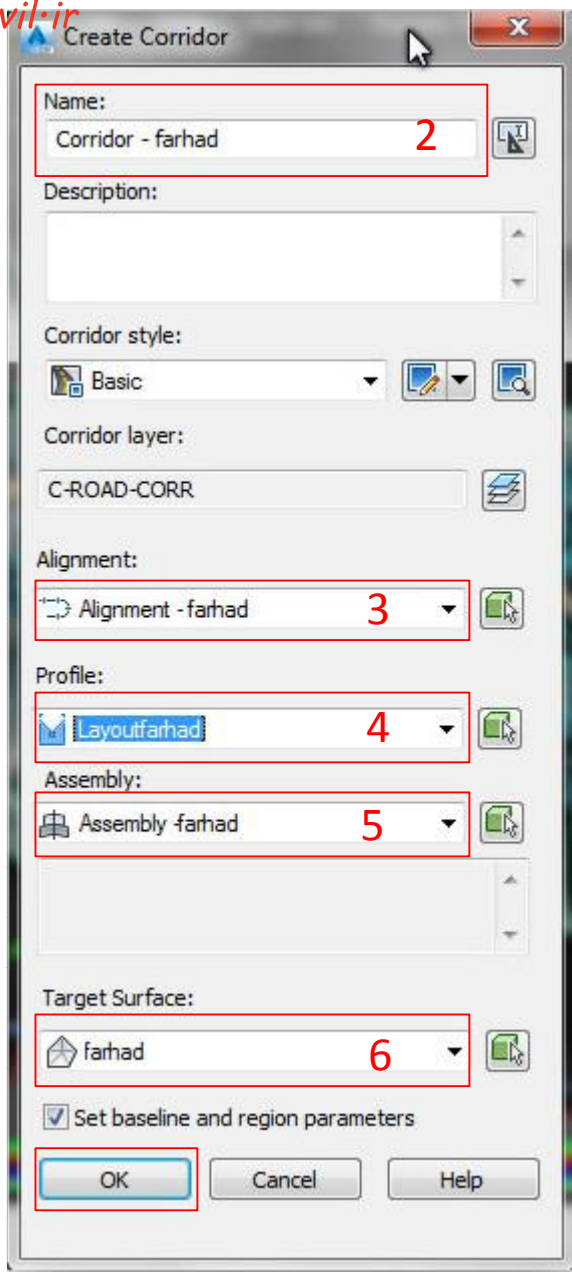 vil.ir
Create Corridor
Name:
Corridor - farhad 2
Description:
Corridor style:
Basic
Corridor layer:
C-ROAD-CORR
Alignment:
Alignment - farhad 3
Profile:
Layoutfarhad 4
Assembly:
Assembly -farhad 5
Target Surface:
farhad 6
Set baseline and region parameters
OK Cancel Help